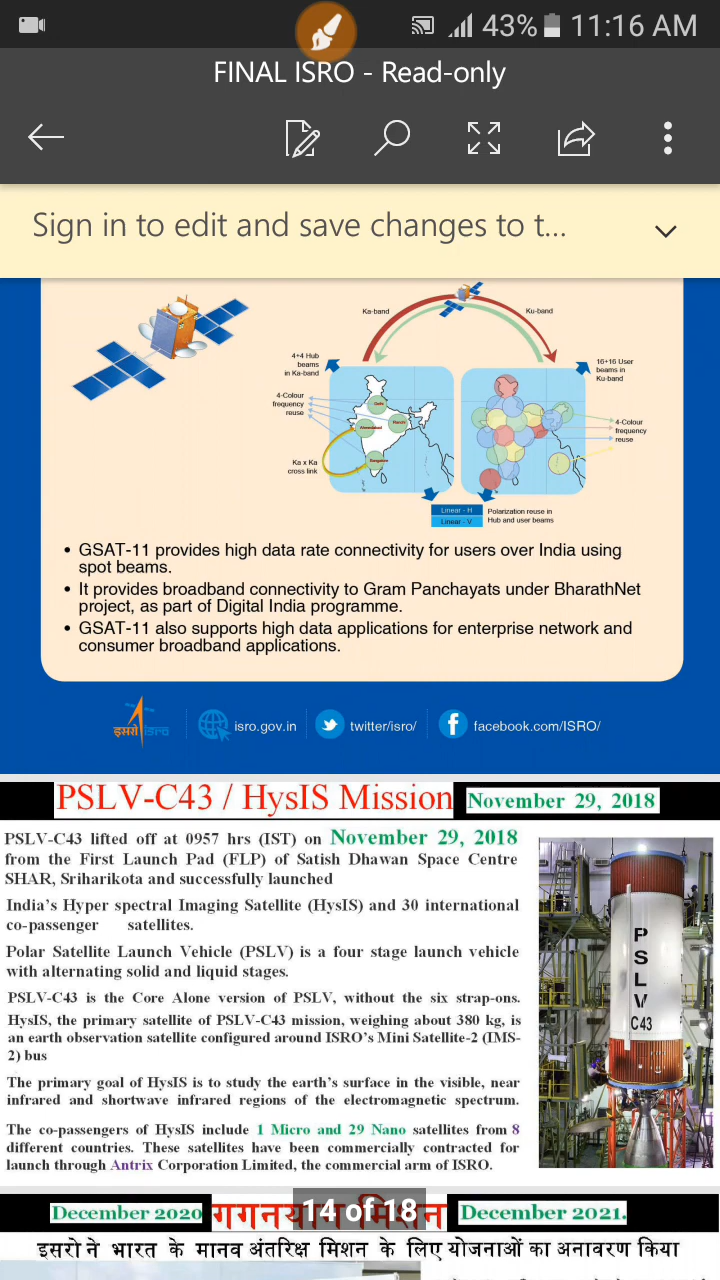 43% 11:16 AM
FINAL ISRO - Read-only
Sign in to edit and save changes to t...
Ka-band
Ku-band
4+4 Hub
beams
in Ka-band
16+16 User
beams in
Ku-band
4-Colour
frequency
reuse
Delhi
Ahmedabad
Ranchi
Bangalore
4-Colour
frequency
reuse
Ka x Ka
cross link
Linear - H
Linear - V
Polarization reuse in
Hub and user beams
• GSAT-11 provides high data rate connectivity for users over India using
spot beams.
• It provides broadband connectivity to Gram Panchayats under BharathNet
project, as part of Digital India programme.
• GSAT-11 also supports high data applications for enterprise network and
consumer broadband applications.
इसरो isro
isro.gov.in
twitter/isro/
facebook.com/ISRO/
PSLV-C43 / HysIS Mission November 29, 2018
PSLV-C43 lifted off at 0957 hrs (IST) on November 29, 2018
from the First Launch Pad (FLP) of Satish Dhawan Space Centre
SHAR, Sriharikota and successfully launched
India's Hyper spectral Imaging Satellite (HysIS) and 30 international
co-passenger satellites.
Polar Satellite Launch Vehicle (PSLV) is a four stage launch vehicle
with alternating solid and liquid stages.
PSLV-C43 is the Core Alone version of PSLV, without the six strap-ons.
HysIS, the primary satellite of PSLV-C43 mission, weighing about 380 kg, is
an earth observation satellite configured around ISRO's Mini Satellite-2 (IMS-
2) bus
The primary goal of HysIS is to study the earth's surface in the visible, near
infrared and shortwave infrared regions of the electromagnetic spectrum.
The co-passengers of HysIS include 1 Micro and 29 Nano satellites from 8
different countries. These satellites have been commercially contracted for
launch through Antrix Corporation Limited, the commercial arm of ISRO.
P
S
L
V
C43
December 2020 गगनयान मिशन December 2021.
14 of 18
इसरो ने भारत के मानव अंतरिक्ष मिशन के लिए योजनाओं का अनावरण किया